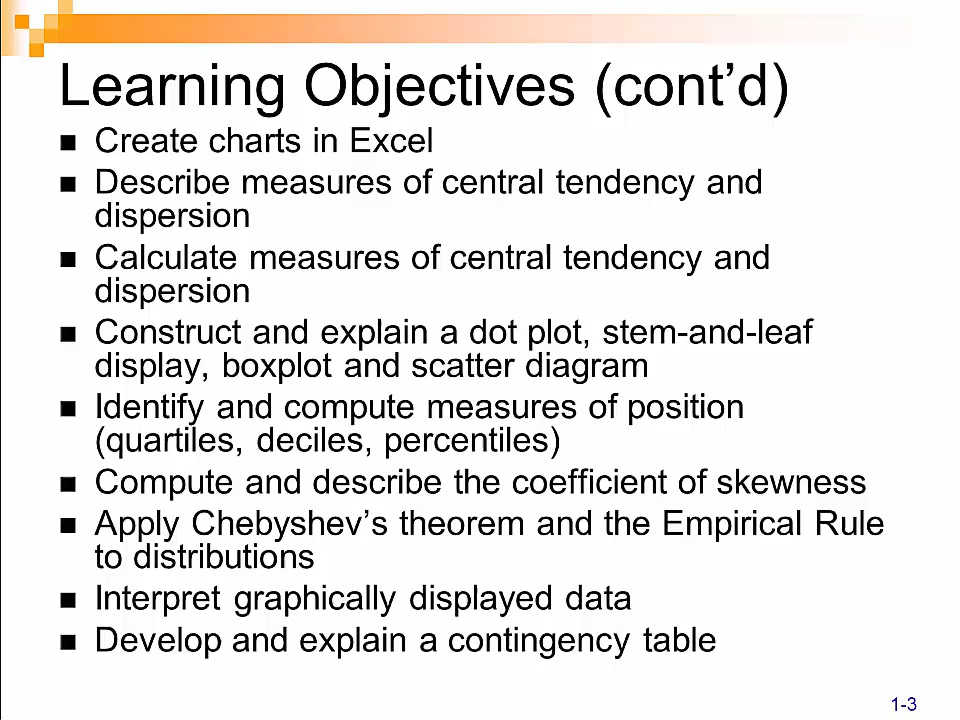 Learning Objectives (cont’d)
■ Create charts in Excel
■ Describe measures of central tendency and
dispersion
■ Calculate measures of central tendency and
dispersion
■ Construct and explain a dot plot, stem-and-leaf
display, boxplot and scatter diagram
■ Identify and compute measures of position
(quartiles, deciles, percentiles)
■ Compute and describe the coefficient of skewness
■ Apply Chebyshev’s theorem and the Empirical Rule
to distributions
■ Interpret graphically displayed data
■ Develop and explain a contingency table
1-3